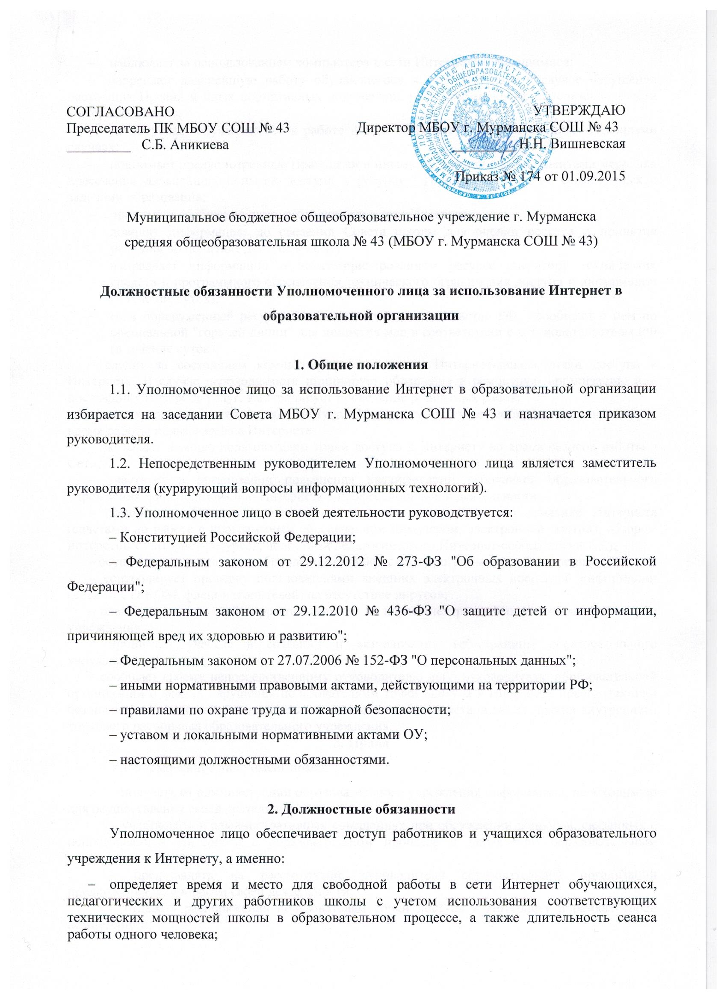 СОГЛАСОВАНО
Председатель ПК МБОУ СОШ № 43
_________ С.Б. Аникиева
УТВЕРЖДАЮ
Директор МБОУ г. Мурманска СОШ № 43
_________Н.Н. Вишневская
Приказ № 174 от 01.09.2015
Муниципальное бюджетное общеобразовательное учреждение г. Мурманска
средняя общеобразовательная школа № 43 (МБОУ г. Мурманска СОШ № 43)
Должностные обязанности Уполномоченного лица за использование Интернет в
образовательной организации
1. Общие положения
1.1. Уполномоченное лицо за использование Интернет в образовательной организации
избирается на заседании Совета МБОУ г. Мурманска СОШ № 43 и назначается приказом
руководителя.
1.2. Непосредственным руководителем Уполномоченного лица является заместитель
руководителя (курирующий вопросы информационных технологий).
1.3. Уполномоченное лицо в своей деятельности руководствуется:
– Конституцией Российской Федерации;
– Федеральным законом от 29.12.2012 № 273-ФЗ "Об образовании в Российской
Федерации";
– Федеральным законом от 29.12.2010 № 436-ФЗ "О защите детей от информации,
причиняющей вред их здоровью и развитию";
– Федеральным законом от 27.07.2006 № 152-ФЗ "О персональных данных";
– иными нормативными правовыми актами, действующими на территории РФ;
– правилами по охране труда и пожарной безопасности;
– уставом и локальными нормативными актами ОУ;
– настоящими должностными обязанностями.
2. Должностные обязанности
Уполномоченное лицо обеспечивает доступ работников и учащихся образовательного
учреждения к Интернету, а именно:
– определяет время и место для свободной работы в сети Интернет обучающихся,
педагогических и других работников школы с учетом использования соответствующих
технических мощностей школы в образовательном процессе, а также длительность сеанса
работы одного человека;